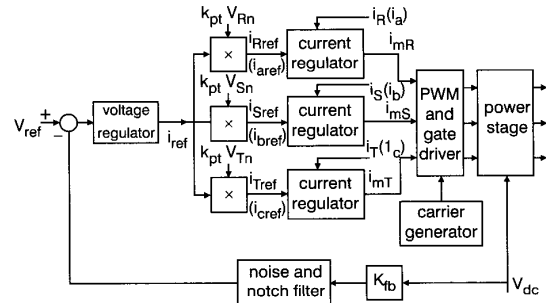 k_pt V_Rn
i_R(i_a)
i_Rref
(i_aref)
×
current
regulator
i_mR
k_pt V_Sn
i_S(i_b)
i_Sref
(i_bref)
×
current
regulator
i_mS
k_pt V_Tn
i_T(1_c)
i_Tref
(i_cref)
×
current
regulator
i_mT
V_ref
+
−
voltage
regulator
i_ref
PWM
and
gate
driver
power
stage
carrier
generator
noise and
notch filter
K_fb
V_dc